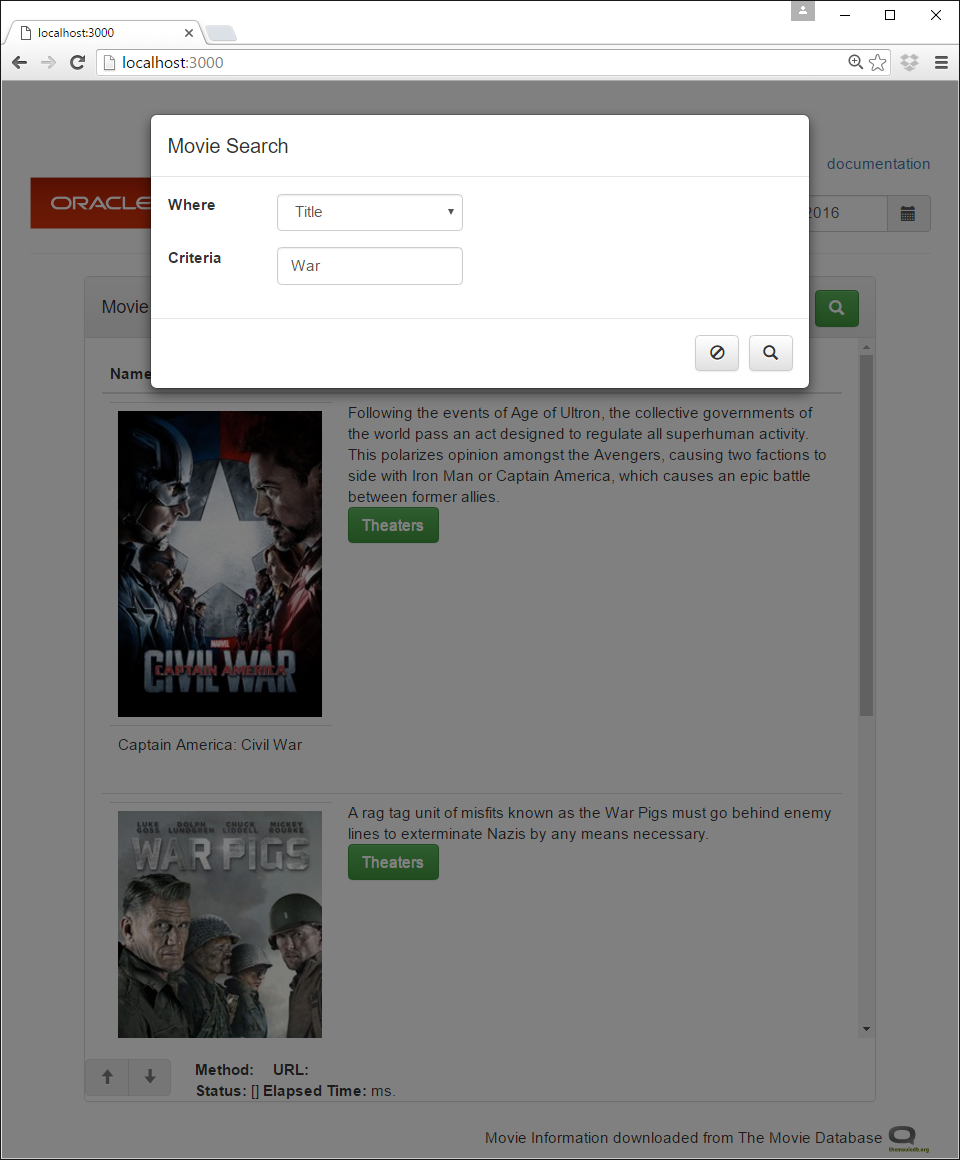 localhost:3000
localhost:3000
Movie Search
documentation
ORACLE
Where
Title
2016
Criteria
War
Movie
Name
Following the events of Age of Ultron, the collective governments of
the world pass an act designed to regulate all superhuman activity.
This polarizes opinion amongst the Avengers, causing two factions to
side with Iron Man or Captain America, which causes an epic battle
between former allies.
Theaters
MARVEL
CAPTAIN AMERICA
CIVIL WAR
Captain America: Civil War
A rag tag unit of misfits known as the War Pigs must go behind enemy
lines to exterminate Nazis by any means necessary.
Theaters
LUKE GOSS DOLPH LUNDGREN CHUCK LIDDELL MICKEY ROURKE
WAR PIGS
Method: URL:
Status: [] Elapsed Time: ms.
Movie Information downloaded from The Movie Database
themoviedb.org